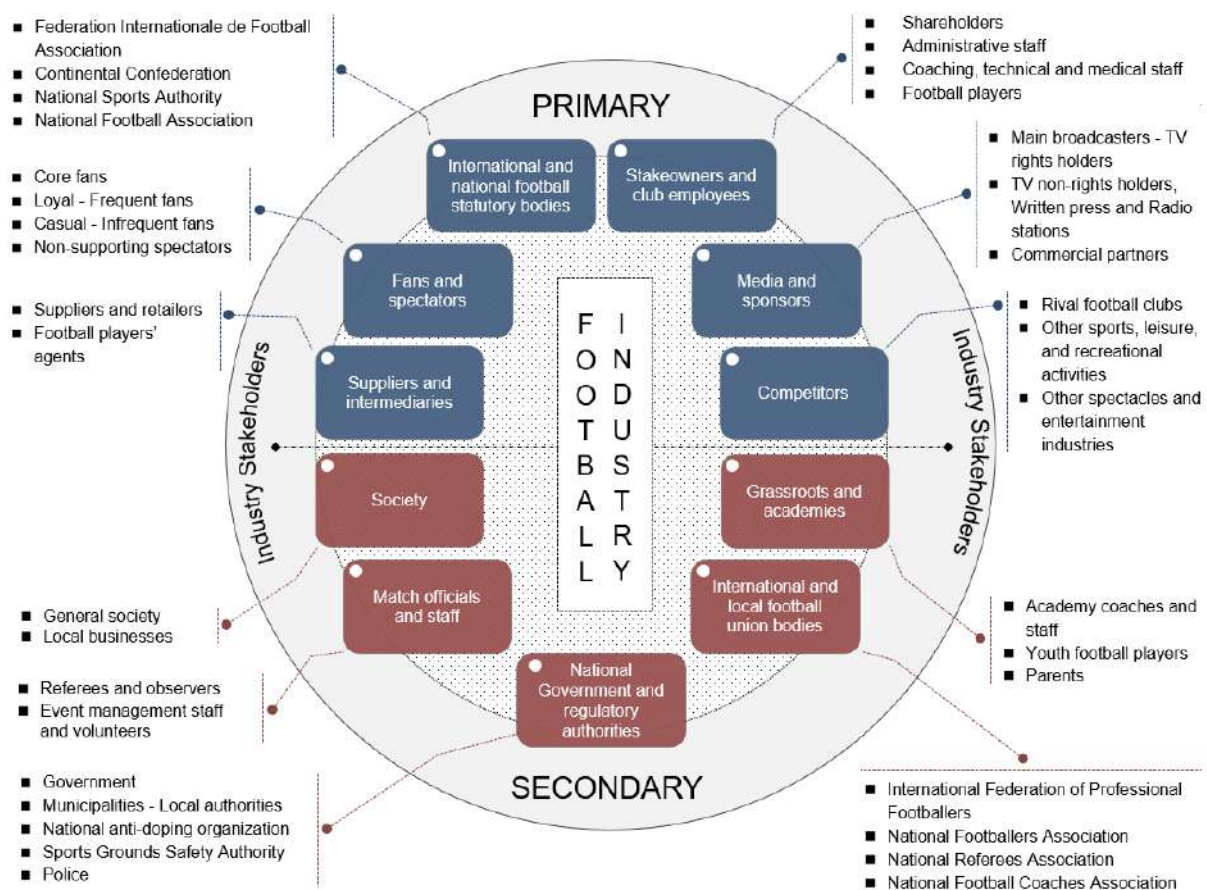 ■ Federation Internationale de Football
Association
■ Continental Confederation
■ National Sports Authority
■ National Football Association
■ Shareholders
■ Administrative staff
■ Coaching, technical and medical staff
■ Football players
PRIMARY
International and
national football
statutory bodies
Stakeowners and
club employees
■ Main broadcasters - TV
rights holders
■ TV non-rights holders,
Written press and Radio
stations
■ Commercial partners
■ Core fans
■ Loyal - Frequent fans
■ Casual - Infrequent fans
■ Non-supporting spectators
Fans and
spectators
Media and
sponsors
■ Suppliers and retailers
■ Football players’
agents
Suppliers and
intermediaries
Competitors
■ Rival football clubs
■ Other sports, leisure,
and recreational
activities
■ Other spectacles and
entertainment
industries
FOOTBALL
INDUSTRY
Industry Stakeholders
Industry Stakeholders
Society
Grassroots and
academies
Match officials
and staff
International and
local football
union bodies
National
Government and
regulatory
authorities
SECONDARY
■ General society
■ Local businesses
■ Referees and observers
■ Event management staff
and volunteers
■ Government
■ Municipalities - Local authorities
■ National anti-doping organization
■ Sports Grounds Safety Authority
■ Police
■ Academy coaches and
staff
■ Youth football players
■ Parents
■ International Federation of Professional
Footballers
■ National Footballers Association
■ National Referees Association
■ National Football Coaches Association